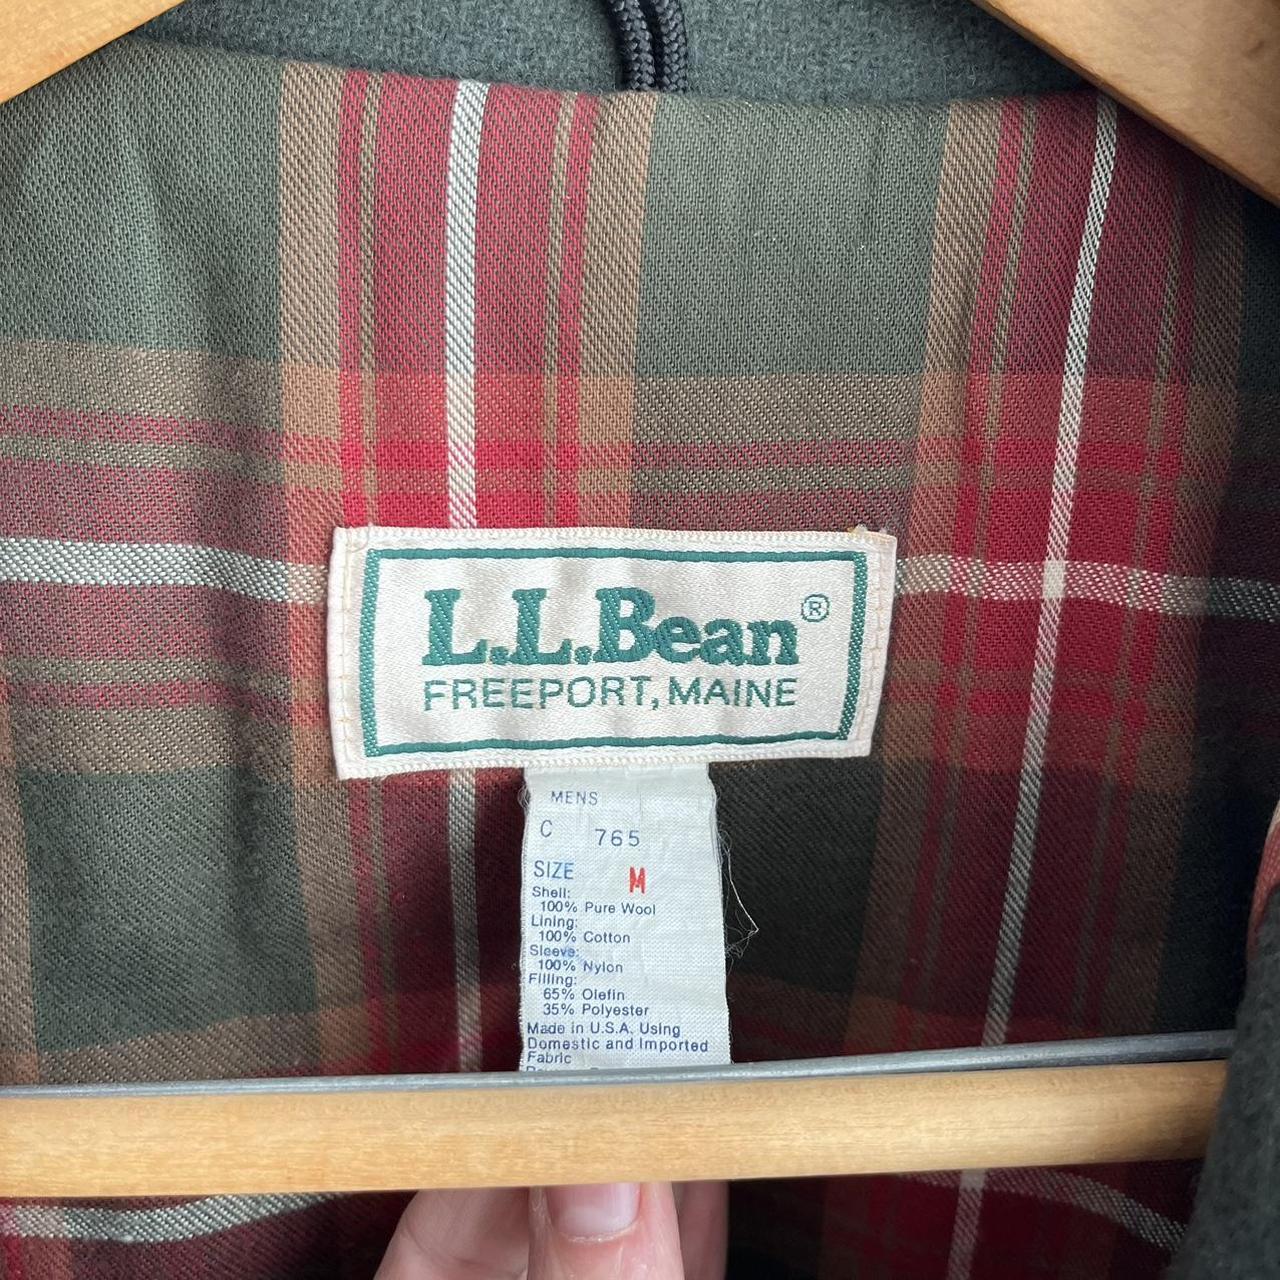 L.L.Bean®
FREEPORT, MAINE
MENS
C 765
SIZE M
Shell:
100% Pure Wool
Lining:
100% Cotton
Sleeve:
100% Nylon
Filling:
65% Olefin
35% Polyester
Made in U.S.A. Using
Domestic and Imported
Fabric